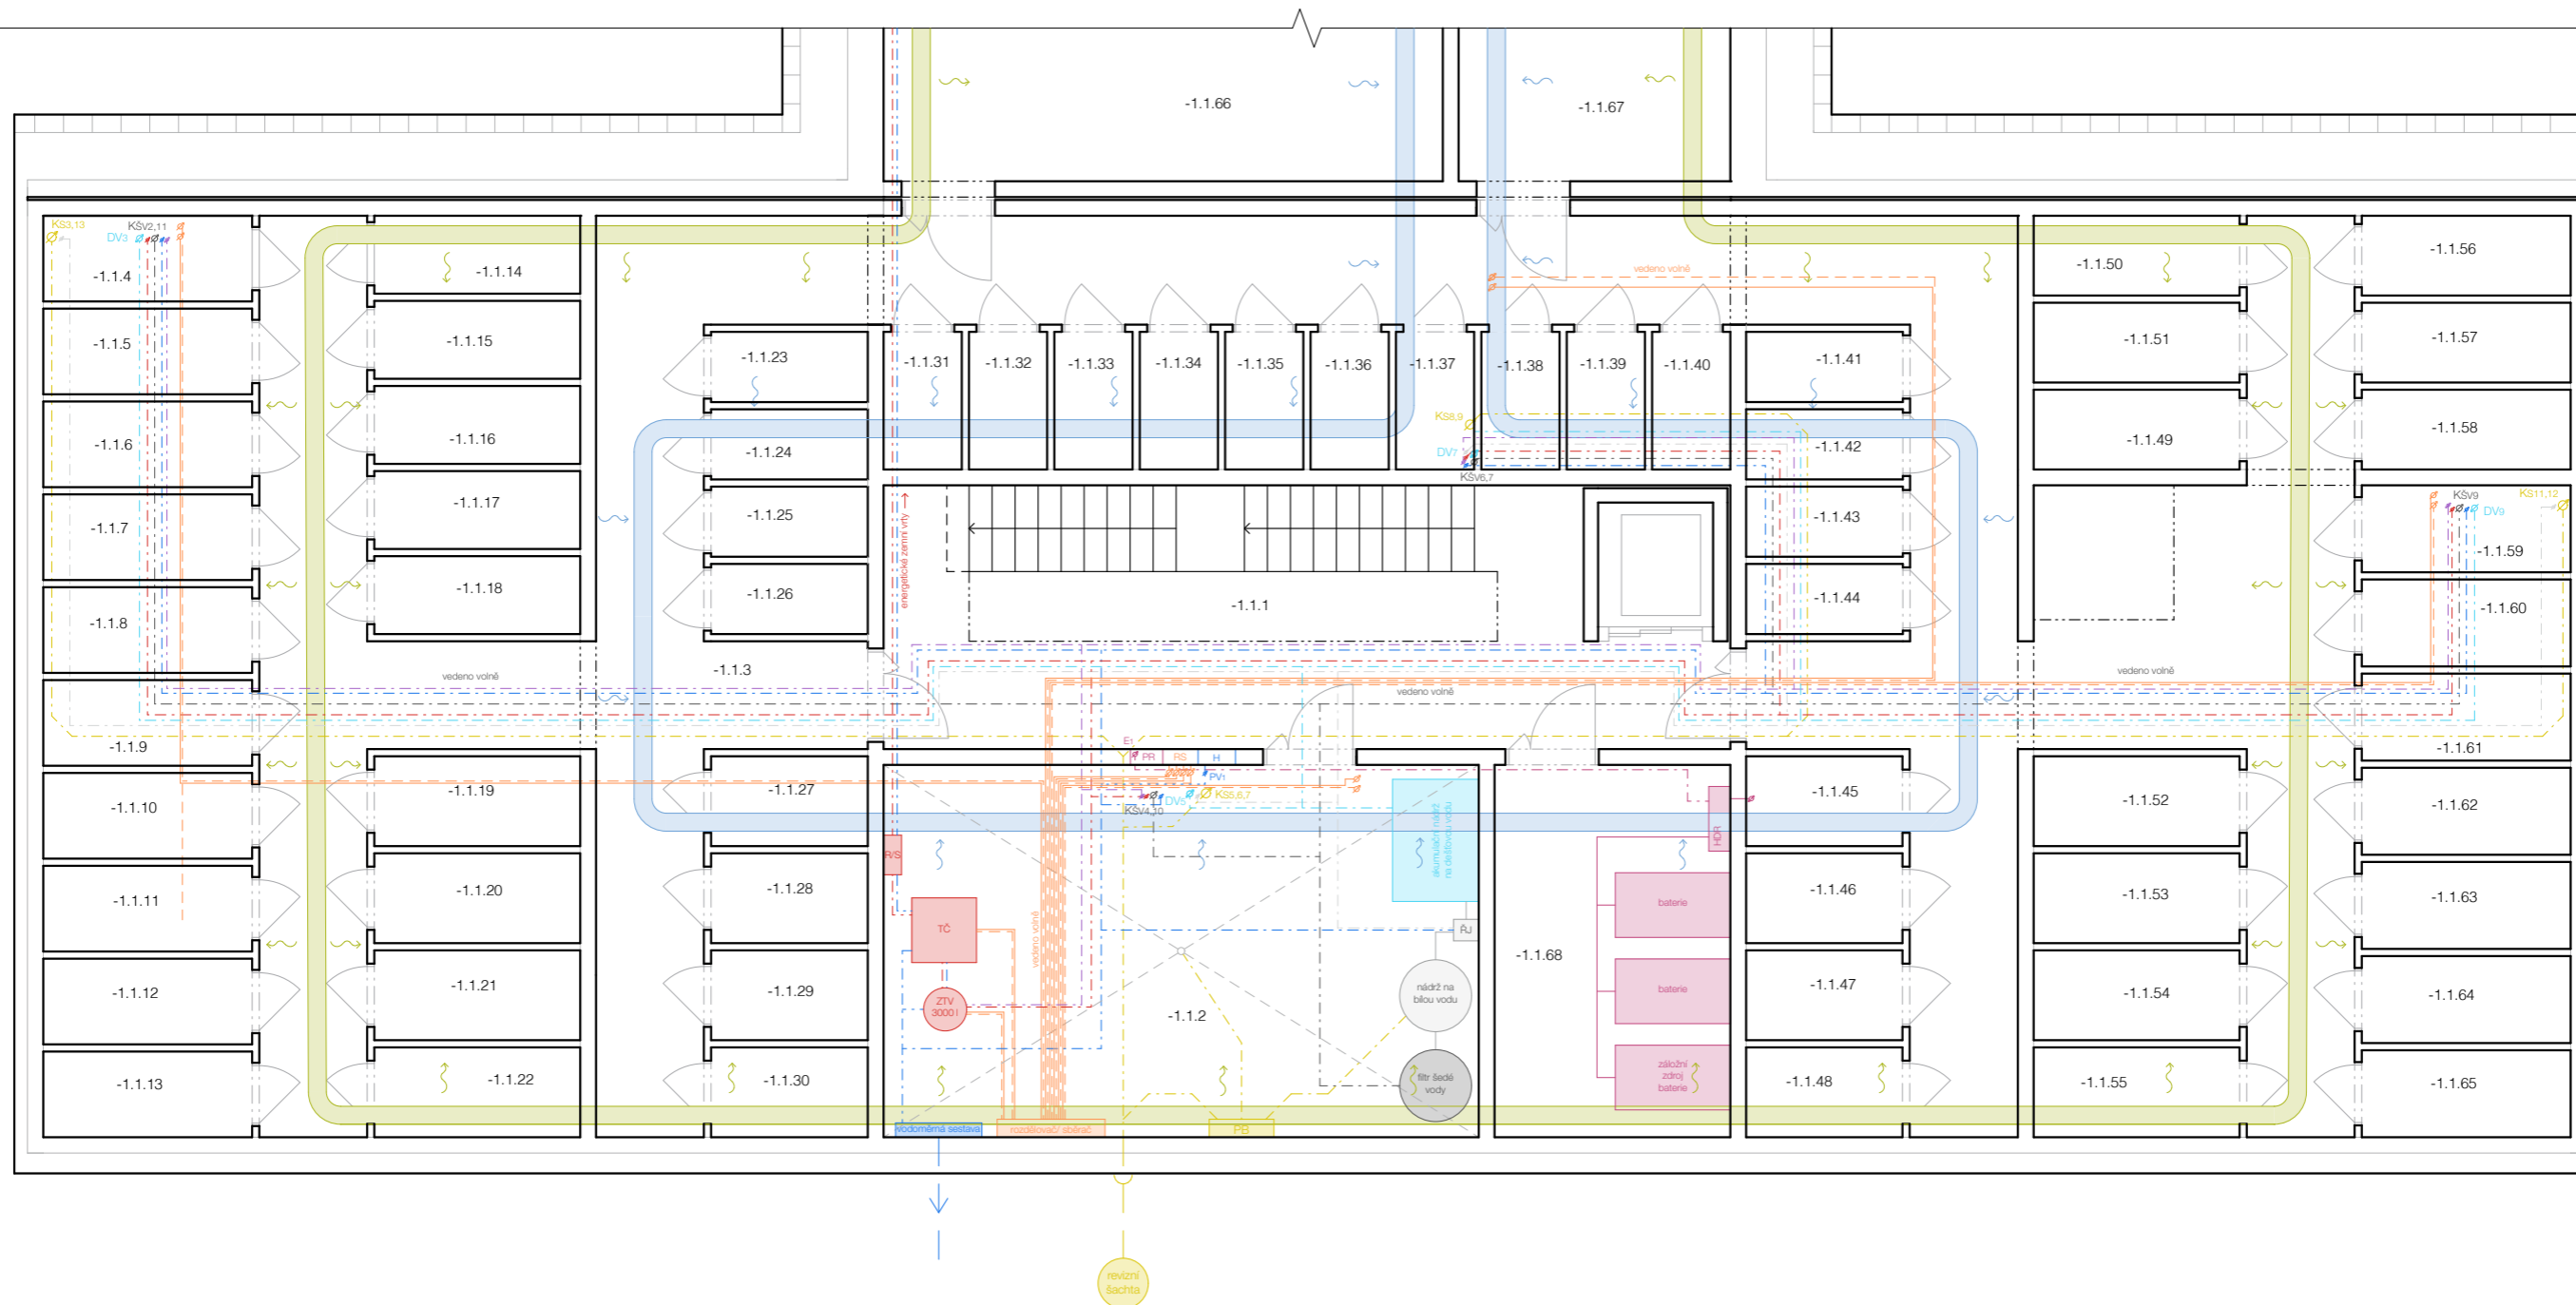 -1.1.66
-1.1.67
KS3,13
KŠV2,11
DV3
-1.1.4
-1.1.14
vedeno volně
-1.1.50
-1.1.56
-1.1.5
-1.1.15
-1.1.23
-1.1.31
-1.1.32
-1.1.33
-1.1.34
-1.1.35
-1.1.36
-1.1.37
-1.1.38
-1.1.39
-1.1.40
-1.1.41
-1.1.51
-1.1.57
-1.1.6
-1.1.16
-1.1.24
KS8,9
DV7
KŠV6,7
-1.1.42
-1.1.49
-1.1.58
-1.1.7
-1.1.17
-1.1.25
energetické zemní vrty
-1.1.43
KŠV9
KS11,12
DV9
-1.1.59
-1.1.8
-1.1.18
-1.1.26
-1.1.1
-1.1.44
-1.1.60
-1.1.3
vedeno volně
vedeno volně
vedeno volně
-1.1.9
E1
PR
RS
H
PV1
-1.1.61
-1.1.10
-1.1.19
-1.1.27
KŠV4,10
DV5
KS5,6,7
akumulační nádrž
na dešťovou vodu
HDR
-1.1.45
-1.1.52
-1.1.62
R/S
-1.1.11
-1.1.20
-1.1.28
TČ
vedeno volně
ŘJ
-1.1.68
baterie
-1.1.46
-1.1.53
-1.1.63
-1.1.12
-1.1.21
-1.1.29
ZTV
3000 l
-1.1.2
nádrž na
bílou vodu
baterie
-1.1.47
-1.1.54
-1.1.64
-1.1.13
-1.1.22
-1.1.30
filtr šedé
vody
záložní
zdroj
baterie
-1.1.48
-1.1.55
-1.1.65
vodoměrná sestava
rozdělovač/ sběrač
PB
revizní
šachta